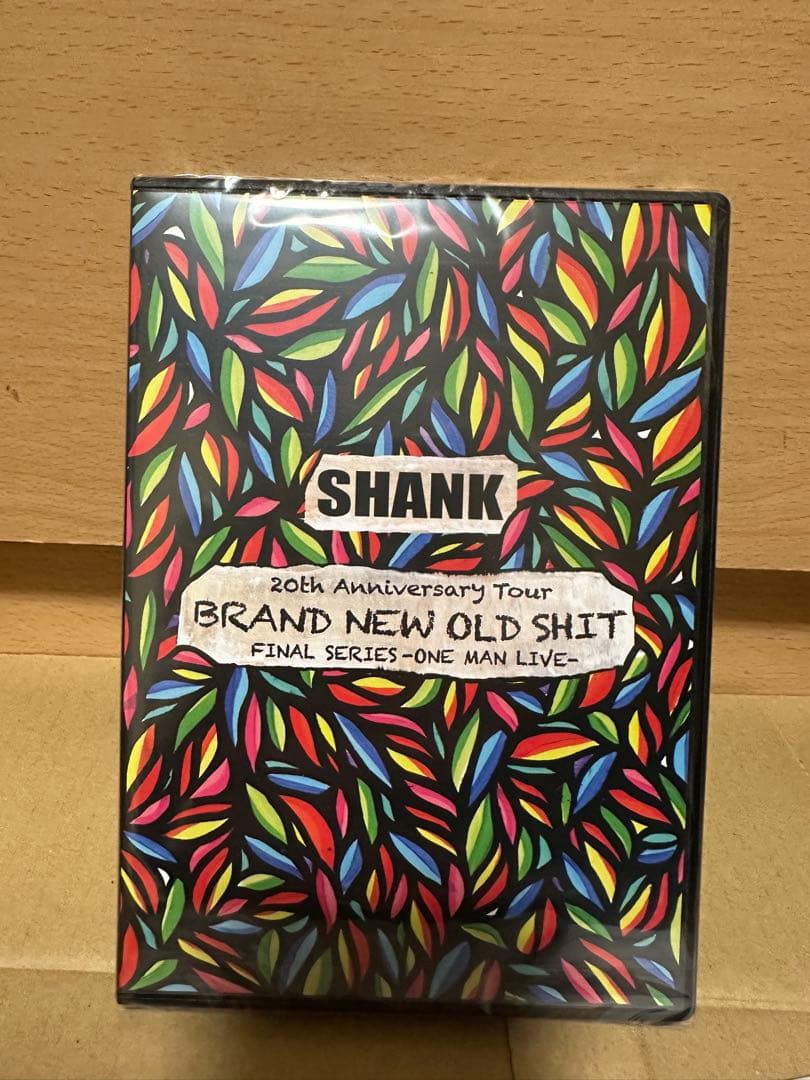 SHANK
20th Anniversary Tour
BRAND NEW OLD SHIT
FINAL SERIES -ONE MAN LIVE-